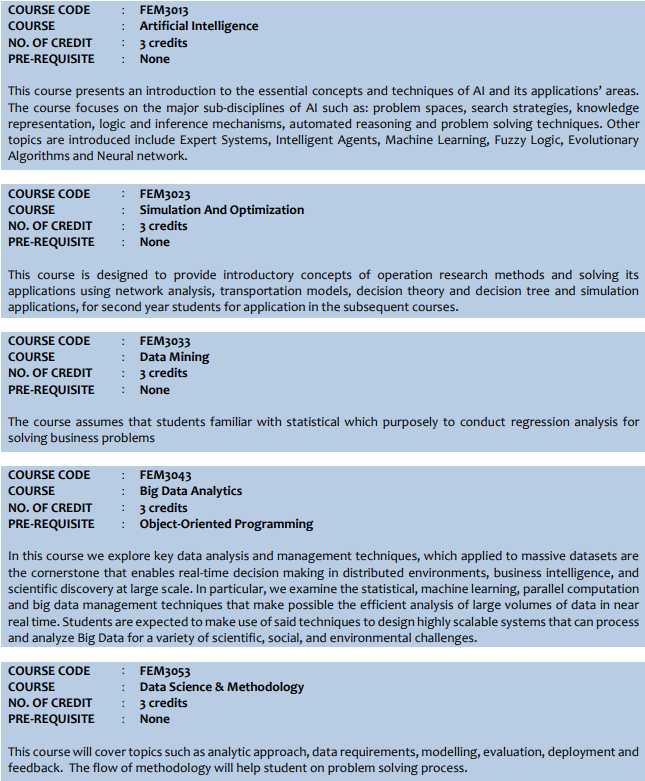 COURSE CODE : FEM3013
COURSE : Artificial Intelligence
NO. OF CREDIT : 3 credits
PRE-REQUISITE : None
This course presents an introduction to the essential concepts and techniques of AI and its applications’ areas.
The course focuses on the major sub-disciplines of AI such as: problem spaces, search strategies, knowledge
representation, logic and inference mechanisms, automated reasoning and problem solving techniques. Other
topics are introduced include Expert Systems, Intelligent Agents, Machine Learning, Fuzzy Logic, Evolutionary
Algorithms and Neural network.
COURSE CODE : FEM3023
COURSE : Simulation And Optimization
NO. OF CREDIT : 3 credits
PRE-REQUISITE : None
This course is designed to provide introductory concepts of operation research methods and solving its
applications using network analysis, transportation models, decision theory and decision tree and simulation
applications, for second year students for application in the subsequent courses.
COURSE CODE : FEM3033
COURSE : Data Mining
NO. OF CREDIT : 3 credits
PRE-REQUISITE : None
The course assumes that students familiar with statistical which purposely to conduct regression analysis for
solving business problems
COURSE CODE : FEM3043
COURSE : Big Data Analytics
NO. OF CREDIT : 3 credits
PRE-REQUISITE : Object-Oriented Programming
In this course we explore key data analysis and management techniques, which applied to massive datasets are
the cornerstone that enables real-time decision making in distributed environments, business intelligence, and
scientific discovery at large scale. In particular, we examine the statistical, machine learning, parallel computation
and big data management techniques that make possible the efficient analysis of large volumes of data in near
real time. Students are expected to make use of said techniques to design highly scalable systems that can process
and analyze Big Data for a variety of scientific, social, and environmental challenges.
COURSE CODE : FEM3053
COURSE : Data Science & Methodology
NO. OF CREDIT : 3 credits
PRE-REQUISITE : None
This course will cover topics such as analytic approach, data requirements, modelling, evaluation, deployment and
feedback. The flow of methodology will help student on problem solving process.